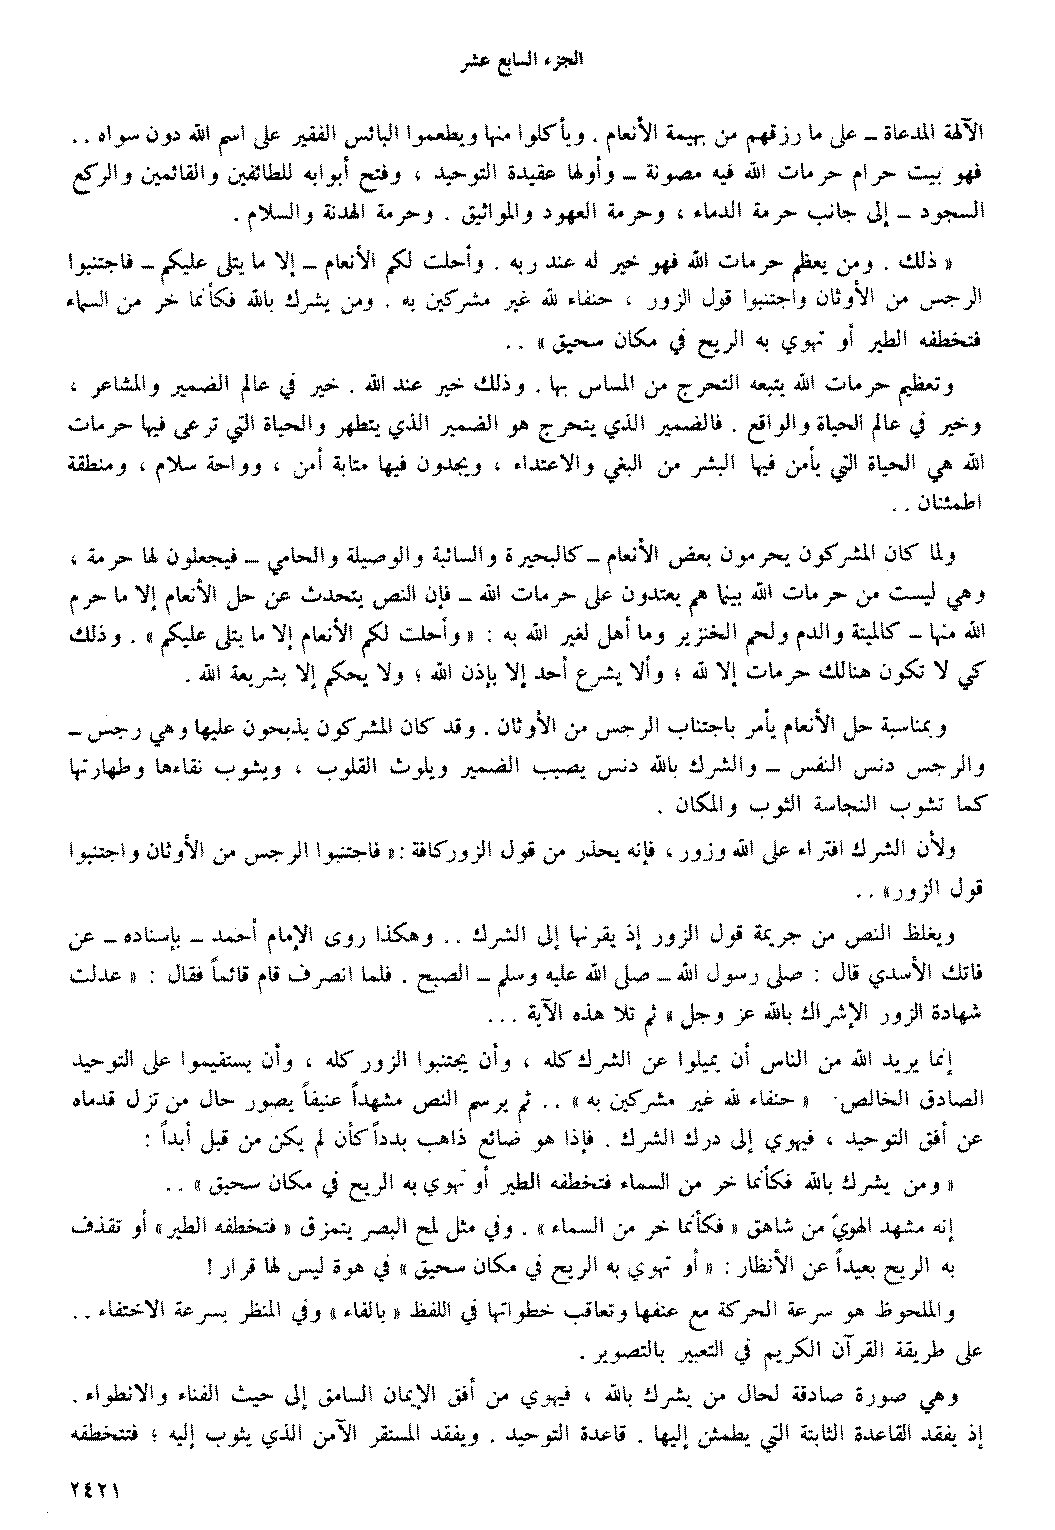 الجزء السابع عشر
الآلهة المدعاة – على ما رزقهم من بهيمة الأنعام . ويأكلوا منها ويطعموا البائس الفقير على اسم الله دون سواه . .
فهو بيت حرام حرمات الله فيه مصونة – وأولها عقيدة التوحيد ، وفتح أبوابه للطائفين والقائمين والركع
السجود – إلى جانب حرمة الدماء ، وحرمة العهود والمواثيق . وحرمة الهدنة والسلام .
« ذلك . ومن يعظم حرمات الله فهو خير له عند ربه . وأحلت لكم الأنعام – إلا ما يتلى عليكم – فاجتنبوا
الرجس من الأوثان واجتنبوا قول الزور ، حنفاء لله غير مشركين به . ومن يشرك بالله فكأنما خر من السماء
فتخطفه الطير أو تهوي به الريح في مكان سحيق » . .
وتعظيم حرمات الله يتبعه التحرج من المساس بها . وذلك خير عند الله . خير في عالم الضمير والمشاعر ،
وخير في عالم الحياة والواقع . فالضمير الذي يتحرج هو الضمير الذي يتطهر والحياة التي ترعى فيها حرمات
الله هي الحياة التي يأمن فيها البشر من البغي والاعتداء ، ويجدون فيها متابة أمن ، وواحة سلام ، ومنطقة
اطمئنان . .
ولما كان المشركون يحرمون بعض الأنعام – كالبحيرة والسائبة والوصيلة والحامي – فيجعلون لها حرمة ،
وهي ليست من حرمات الله بينما هم يعتدون على حرمات الله – فإن النص يتحدث عن حل الأنعام إلا ما حرم
الله منها – كالميتة والدم ولحم الخنزير وما أهل لغير الله به : « وأحلت لكم الأنعام إلا ما يتلى عليكم » . وذلك
كي لا تكون هنالك حرمات إلا لله ؛ وألا يشرع أحد إلا بإذن الله ؛ ولا يحكم إلا بشريعة الله .
وبمناسبة حل الأنعام يأمر باجتناب الرجس من الأوثان . وقد كان المشركون يذبحون عليها وهي رجس –
والرجس دنس النفس – والشرك بالله دنس يصيب الضمير ويلوث القلوب ، ويشوب نقاءها وطهارتها
كما تشوب النجاسة الثوب والمكان .
ولأن الشرك افتراء على الله وزور ، فإنه يحذر من قول الزور كافة : « فاجتنبوا الرجس من الأوثان واجتنبوا
قول الزور» . .
ويغلظ النص من جريمة قول الزور إذ يقرنها إلى الشرك . . وهكذا روى الإمام أحمد – بإسناده – عن
فاتك الأسدي قال : صلى رسول الله – صلى الله عليه وسلم – الصبح . فلما انصرف قام قائماً فقال : « عدلت
شهادة الزور الإشراك بالله عز وجل » ثم تلا هذه الآية . . .
إنما يريد الله من الناس أن يميلوا عن الشرك كله ، وأن يجتنبوا الزور كله ، وأن يستقيموا على التوحيد
الصادق الخالص « حنفاء لله غير مشركين به » . . ثم يرسم النص مشهداً عنيفاً يصور حال من تزل قدماه
عن أفق التوحيد ، فيهوي إلى درك الشرك . فإذا هو ضائع ذاهب بدداً كأن لم يكن من قبل أبداً :
« ومن يشرك بالله فكأنما خر من السماء فتخطفه الطير أو تهوي به الريح في مكان سحيق » . .
إنه مشهد الهويّ من شاهق « فكأنما خر من السماء » . وفي مثل لمح البصر يتمزق « فتخطفه الطير» أو تقذف
به الريح بعيداً عن الأنظار : « أو تهوي به الريح في مكان سحيق » في هوة ليس لها قرار !
والملحوظ هو سرعة الحركة مع عنفها وتعاقب خطواتها في اللفظ « بالفاء » وفي المنظر بسرعة الاختفاء . .
على طريقة القرآن الكريم في التعبير بالتصوير .
وهي صورة صادقة لحال من يشرك بالله ، فيهوي من أفق الإيمان السامق إلى حيث الفناء والانطواء .
إذ يفقد القاعدة الثابتة التي يطمئن إليها . قاعدة التوحيد . ويفقد المستقر الآمن الذي يثوب إليه ؛ فتتخطفه
٢٤٢١